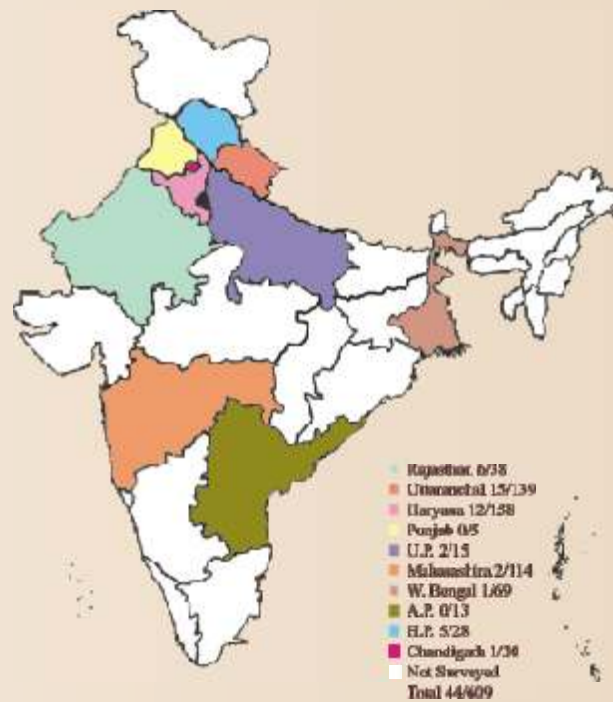 Rajasthan 6/38
Uttaranchal 15/139
Haryana 12/158
Punjab 0/5
U.P. 2/15
Maharashtra 2/114
W. Bengal 1/69
A.P. 0/13
H.P. 5/28
Chandigarh 1/30
Not Surveyed
Total 44/609